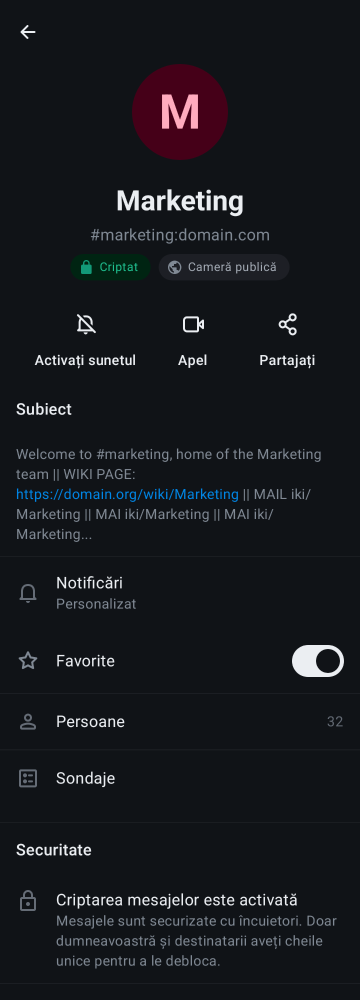 M
Marketing
#marketing:domain.com
Criptat
Cameră publică
Activați sunetul
Apel
Partajați
Subiect
Welcome to #marketing, home of the Marketing
team || WIKI PAGE:
https://domain.org/wiki/Marketing || MAIL iki/
Marketing || MAI iki/Marketing || MAI iki/
Marketing...
Notificări
Personalizat
Favorite
Persoane 32
Sondaje
Securitate
Criptarea mesajelor este activată
Mesajele sunt securizate cu încuietori. Doar
dumneavoastră și destinatarii aveți cheile
unice pentru a le debloca.